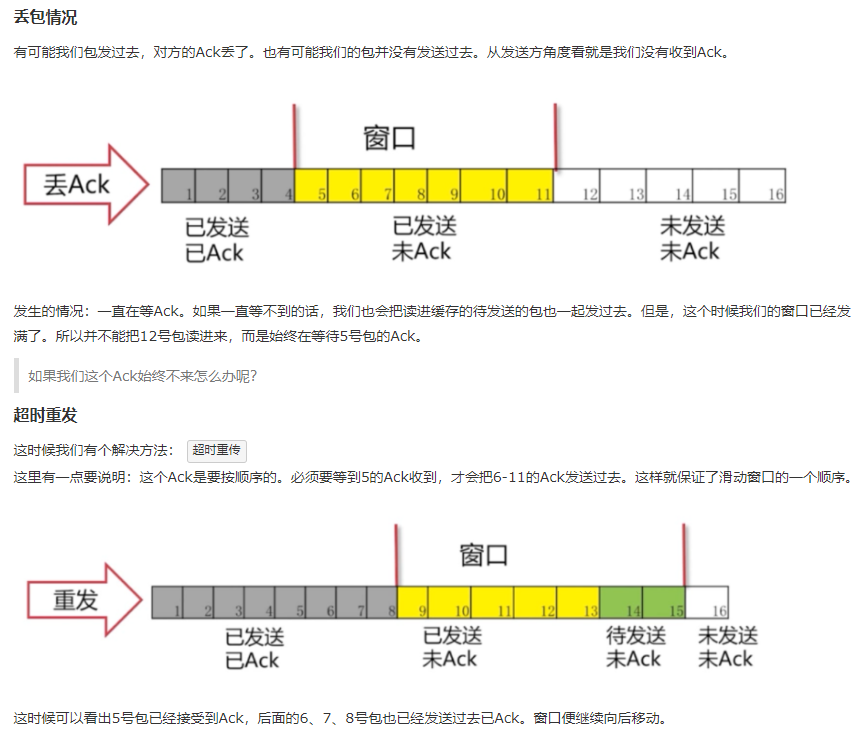 丢包情况
有可能我们包发过去，对方的Ack丢了。也有可能我们的包并没有发送过去。从发送方角度看就是我们没有收到Ack。
窗口
丢Ack
1 2 3 4 5 6 7 8 9 10 11 12 13 14 15 16
已发送 已发送 未发送
已Ack 未Ack 未Ack
发生的情况：一直在等Ack。如果一直等不到的话，我们也会把读进缓存的待发送的包也一起发过去。但是，这个时候我们的窗口已经发
满了。所以并不能把12号包读进来，而是始终在等待5号包的Ack。
如果我们这个Ack始终不来怎么办呢?
超时重发
这时候我们有个解决方法： 超时重传
这里有一点要说明：这个Ack是要按顺序的。必须要等到5的Ack收到，才会把6-11的Ack发送过去。这样就保证了滑动窗口的一个顺序。
窗口
重发
1 2 3 4 5 6 7 8 9 10 11 12 13 14 15 16
已发送 已发送 待发送 未发送
已Ack 未Ack 未Ack 未Ack
这时候可以看出5号包已经接受到Ack，后面的6、7、8号包也已经发送过去已Ack。窗口便继续向后移动。